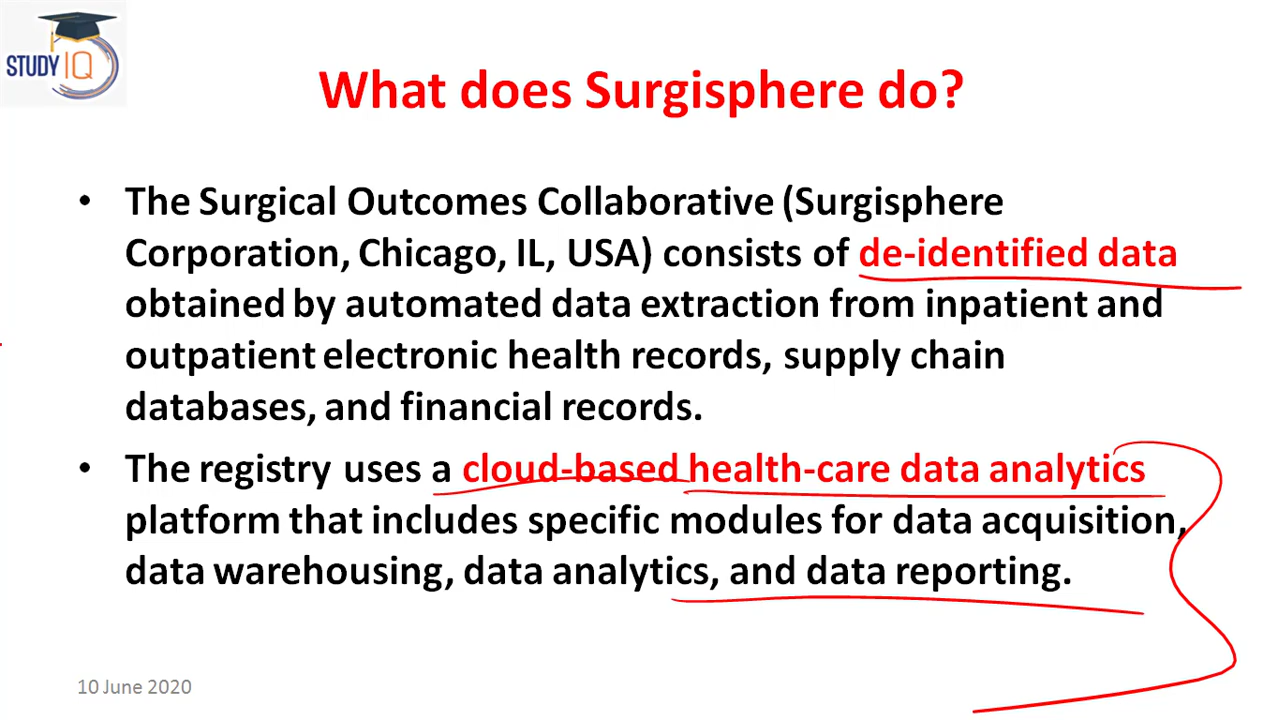 STUDY IQ
What does Surgisphere do?
• The Surgical Outcomes Collaborative (Surgisphere
Corporation, Chicago, IL, USA) consists of de-identified data
obtained by automated data extraction from inpatient and
outpatient electronic health records, supply chain
databases, and financial records.
• The registry uses a cloud-based health-care data analytics
platform that includes specific modules for data acquisition,
data warehousing, data analytics, and data reporting.
10 June 2020